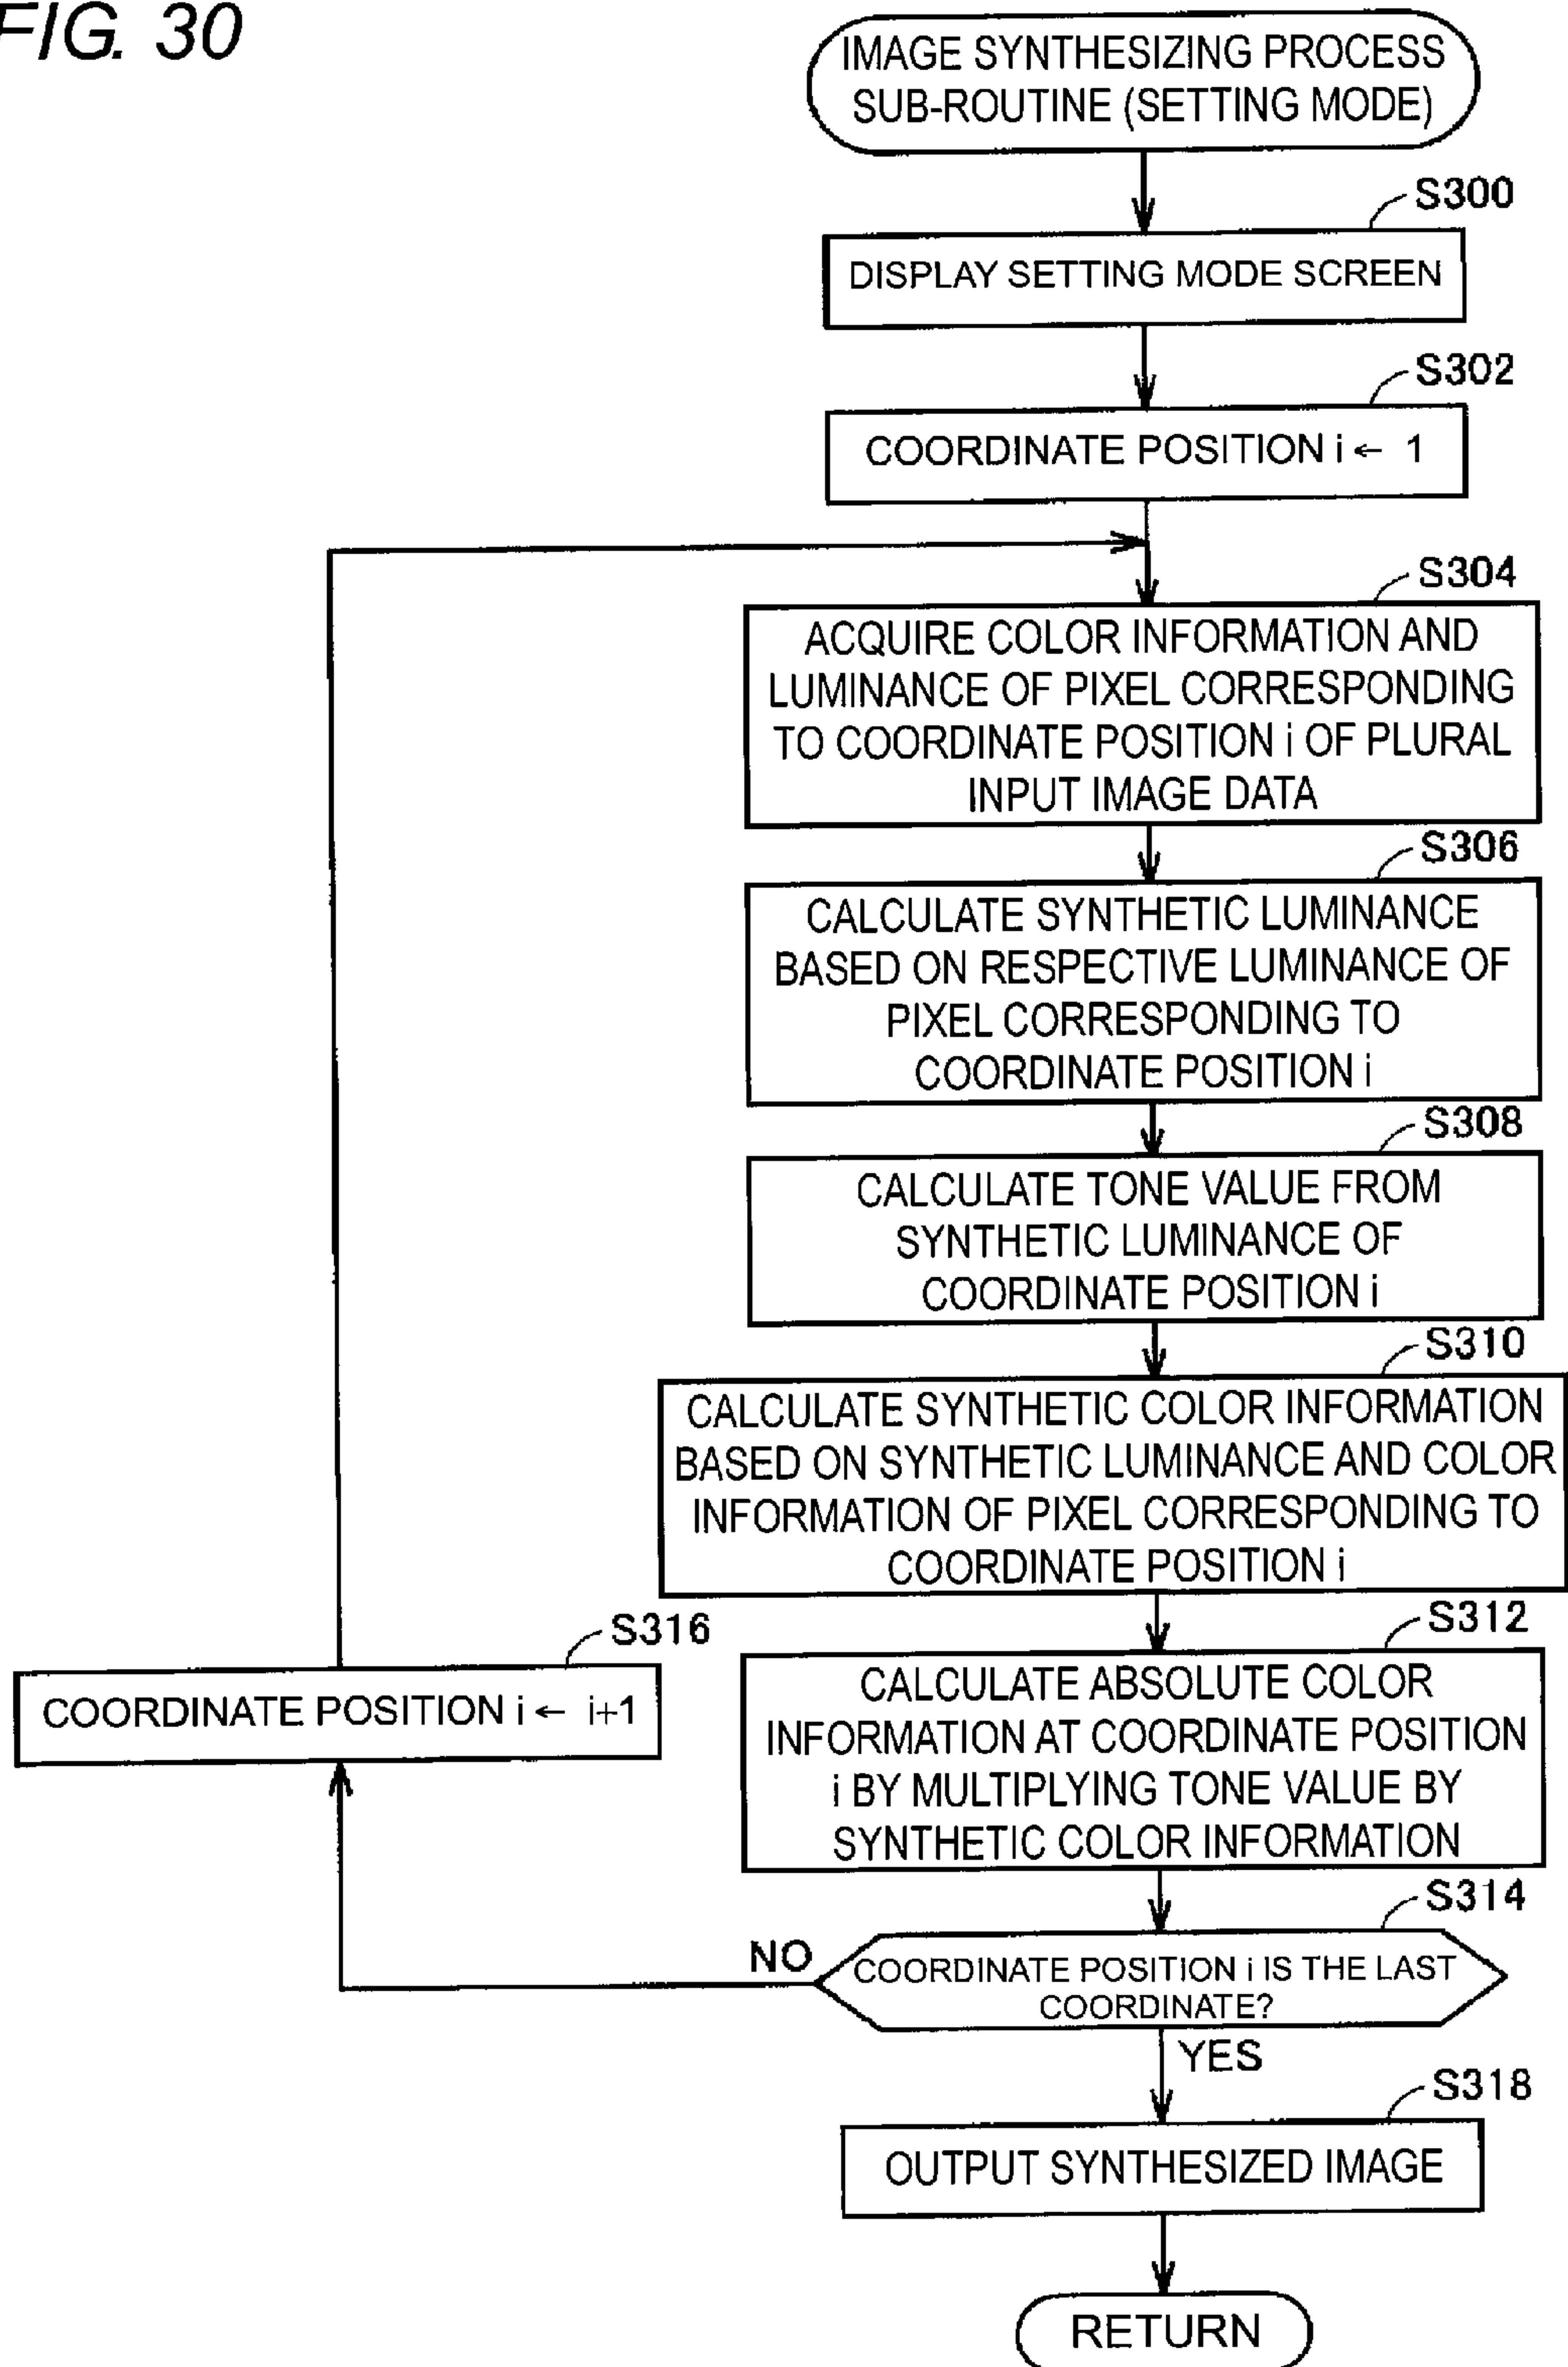 FIG. 30
IMAGE SYNTHESIZING PROCESS
SUB-ROUTINE (SETTING MODE)
S300
DISPLAY SETTING MODE SCREEN
S302
COORDINATE POSITION i ← 1
S304
ACQUIRE COLOR INFORMATION AND
LUMINANCE OF PIXEL CORRESPONDING
TO COORDINATE POSITION i OF PLURAL
INPUT IMAGE DATA
S306
CALCULATE SYNTHETIC LUMINANCE
BASED ON RESPECTIVE LUMINANCE OF
PIXEL CORRESPONDING TO
COORDINATE POSITION i
S308
CALCULATE TONE VALUE FROM
SYNTHETIC LUMINANCE OF
COORDINATE POSITION i
S310
CALCULATE SYNTHETIC COLOR INFORMATION
BASED ON SYNTHETIC LUMINANCE AND COLOR
INFORMATION OF PIXEL CORRESPONDING TO
COORDINATE POSITION i
S312
CALCULATE ABSOLUTE COLOR
INFORMATION AT COORDINATE POSITION
i BY MULTIPLYING TONE VALUE BY
SYNTHETIC COLOR INFORMATION
S316
COORDINATE POSITION i ← i+1
S314
NO
COORDINATE POSITION i IS THE LAST
COORDINATE?
YES
S318
OUTPUT SYNTHESIZED IMAGE
RETURN